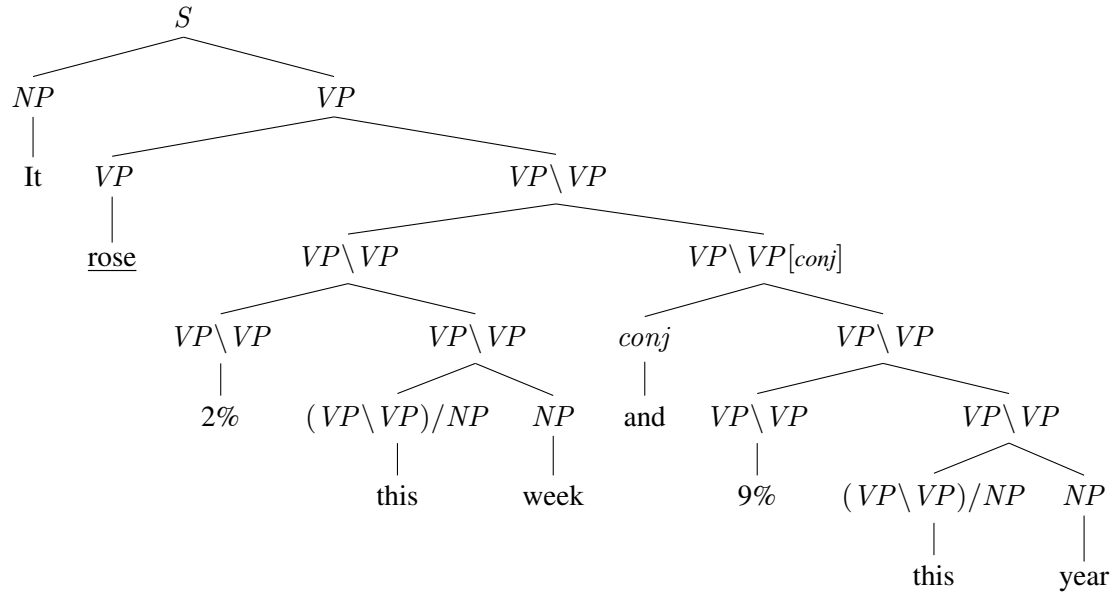 S
NP VP
It VP VP\VP
rose VP\VP VP\VP[conj]
VP\VP VP\VP conj VP\VP
2% (VP\VP)/NP NP and VP\VP VP\VP
this week 9% (VP\VP)/NP NP
this year